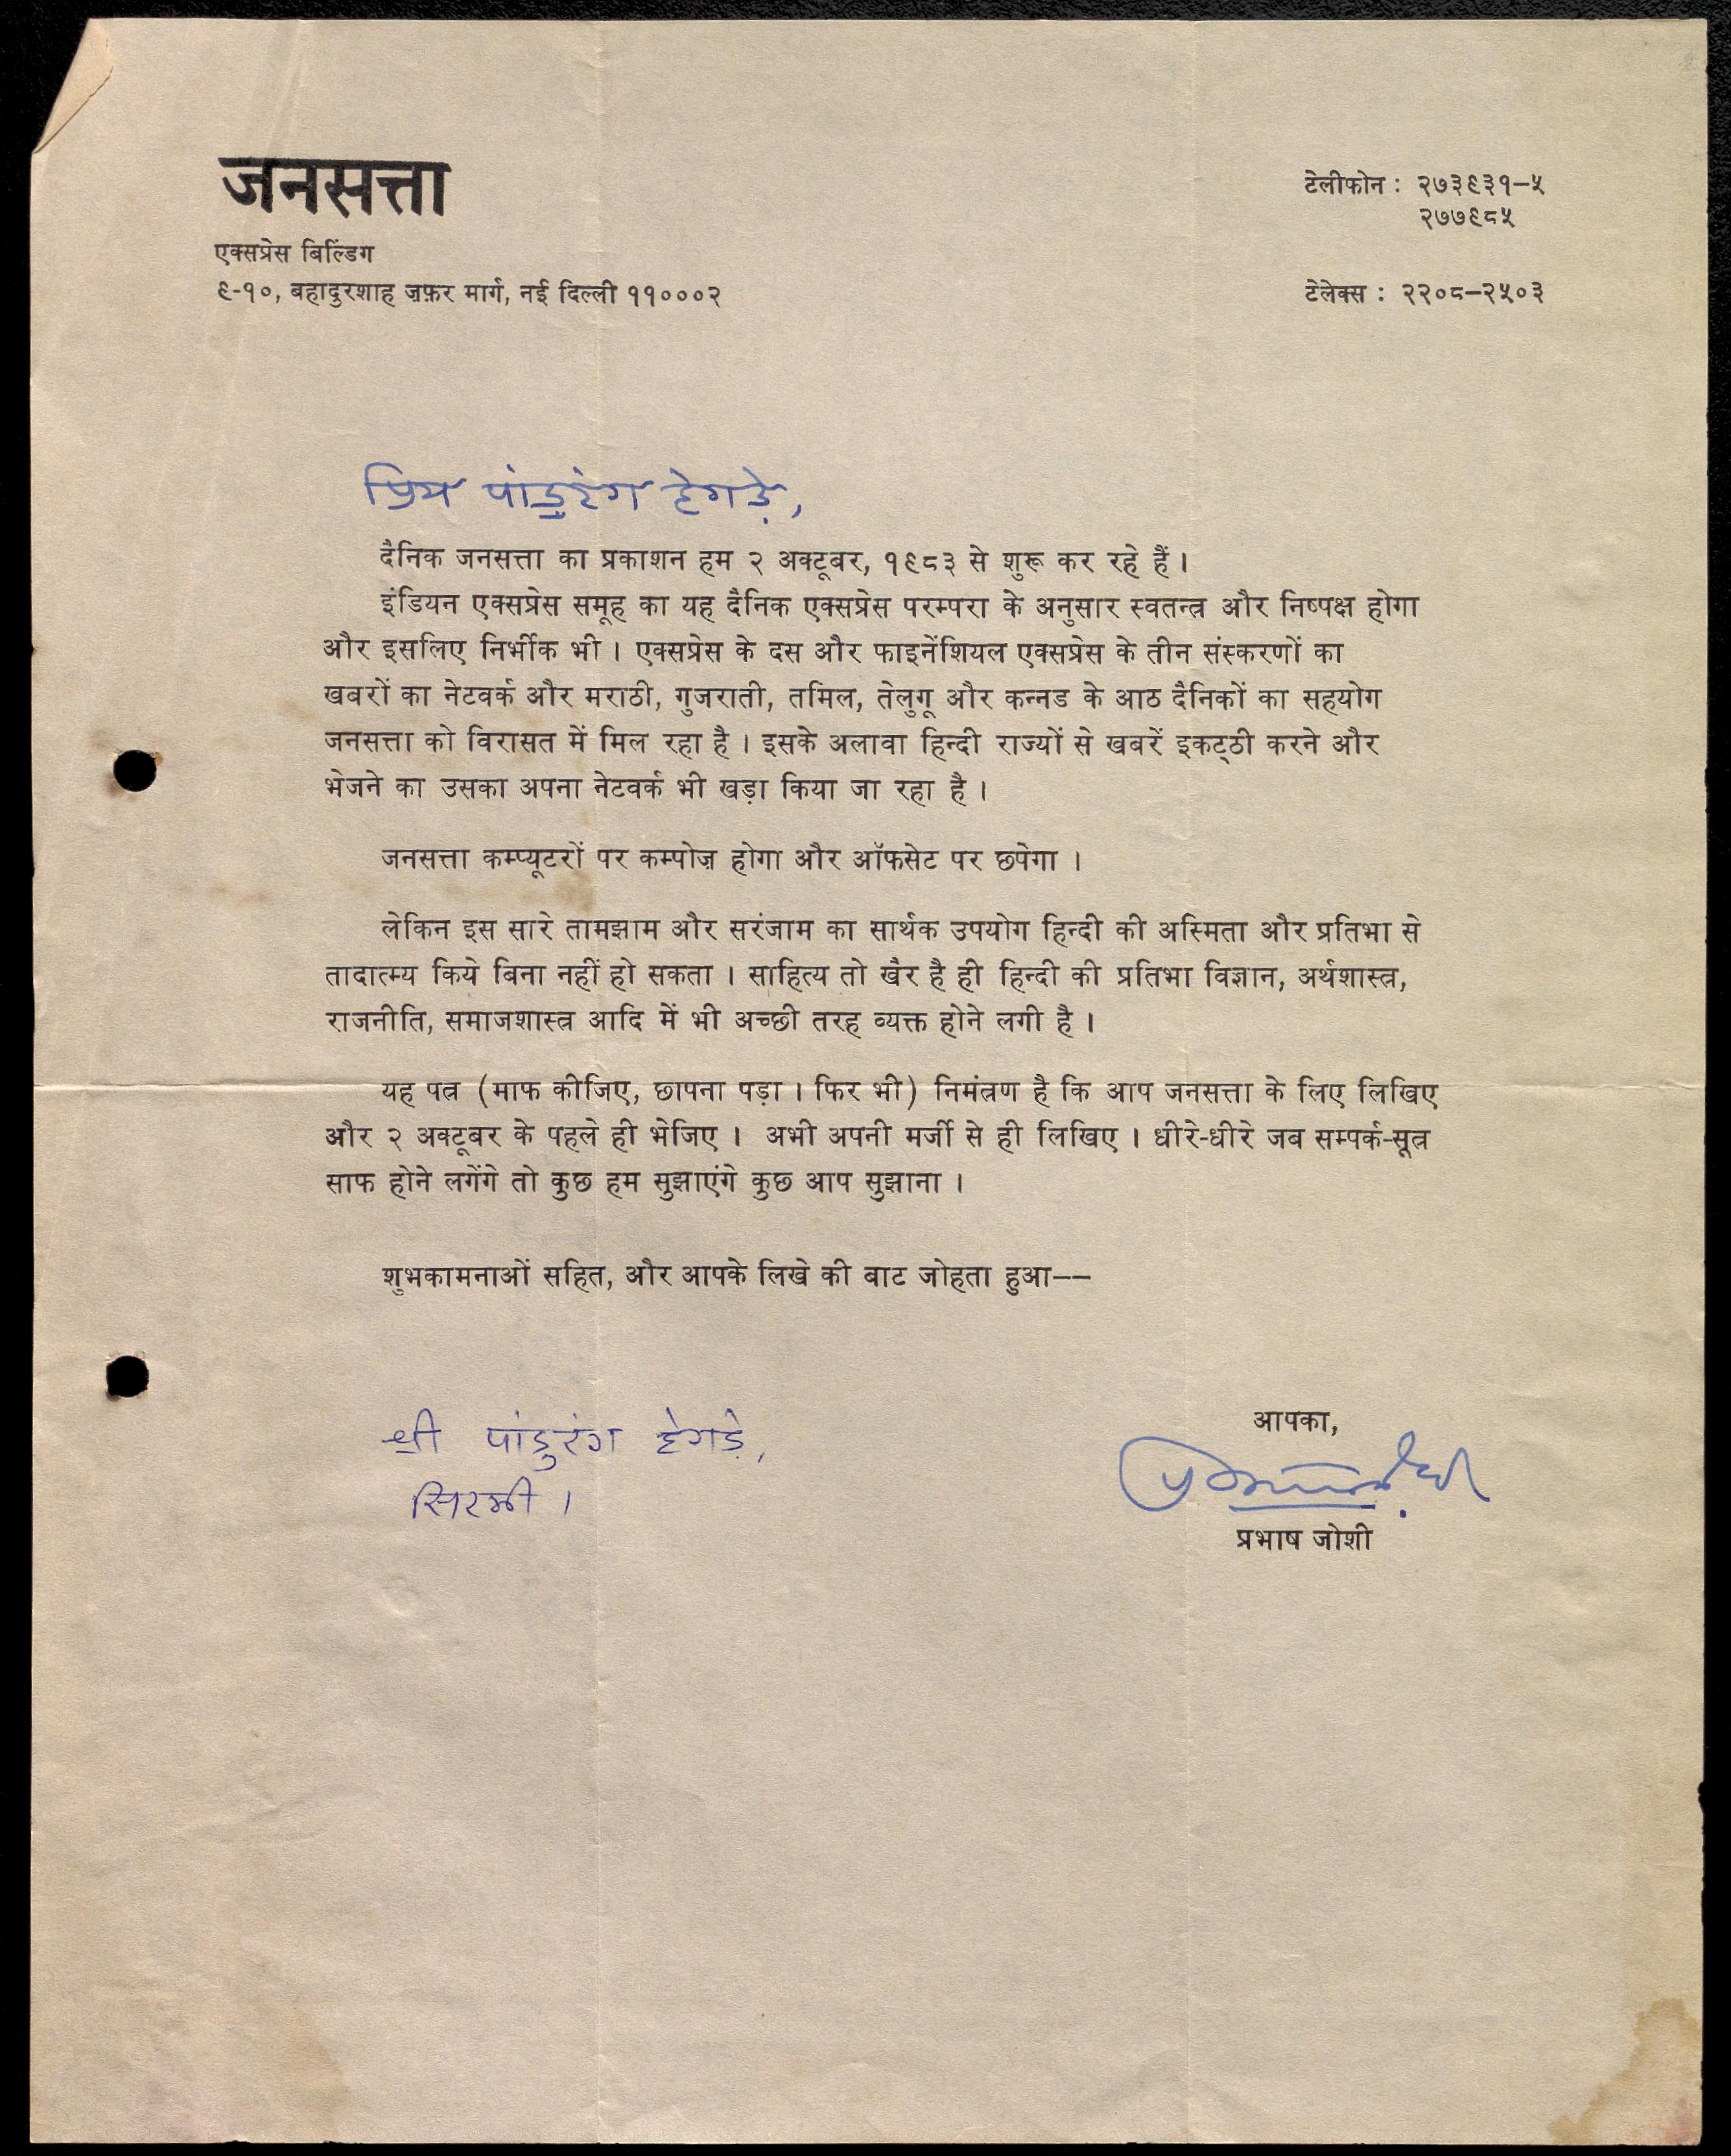 जनसत्ता
एक्सप्रेस बिल्डिंग
९-१०, बहादुरशाह ज़फ़र मार्ग, नई दिल्ली ११०००२
टेलीफोन : २७३९३१–५
२७७९८५
टेलेक्स : २२०८–२५०३
प्रिय पांडुरंग हेगड़े,
दैनिक जनसत्ता का प्रकाशन हम २ अक्टूबर, १९८३ से शुरू कर रहे हैं ।
इंडियन एक्सप्रेस समूह का यह दैनिक एक्सप्रेस परम्परा के अनुसार स्वतन्त्र और निष्पक्ष होगा
और इसलिए निर्भीक भी । एक्सप्रेस के दस और फाइनेंशियल एक्सप्रेस के तीन संस्करणों का
खबरों का नेटवर्क और मराठी, गुजराती, तमिल, तेलुगू और कन्नड के आठ दैनिकों का सहयोग
जनसत्ता को विरासत में मिल रहा है । इसके अलावा हिन्दी राज्यों से खबरें इकट्ठी करने और
भेजने का उसका अपना नेटवर्क भी खड़ा किया जा रहा है ।
जनसत्ता कम्प्यूटरों पर कम्पोज़ होगा और ऑफसेट पर छपेगा ।
लेकिन इस सारे तामझाम और सरंजाम का सार्थक उपयोग हिन्दी की अस्मिता और प्रतिभा से
तादात्म्य किये बिना नहीं हो सकता । साहित्य तो खैर है ही हिन्दी की प्रतिभा विज्ञान, अर्थशास्त्र,
राजनीति, समाजशास्त्र आदि में भी अच्छी तरह व्यक्त होने लगी है ।
यह पत्र (माफ कीजिए, छापना पड़ा । फिर भी) निमंत्रण है कि आप जनसत्ता के लिए लिखिए
और २ अक्टूबर के पहले ही भेजिए । अभी अपनी मर्जी से ही लिखिए । धीरे-धीरे जब सम्पर्क-सूत्र
साफ होने लगेंगे तो कुछ हम सुझाएंगे कुछ आप सुझाना ।
शुभकामनाओं सहित, और आपके लिखे की बाट जोहता हुआ––
आपका,
प्रभाष जोशी
प्रभाष जोशी
श्री पांडुरंग हेगड़े,
सिरसी ।